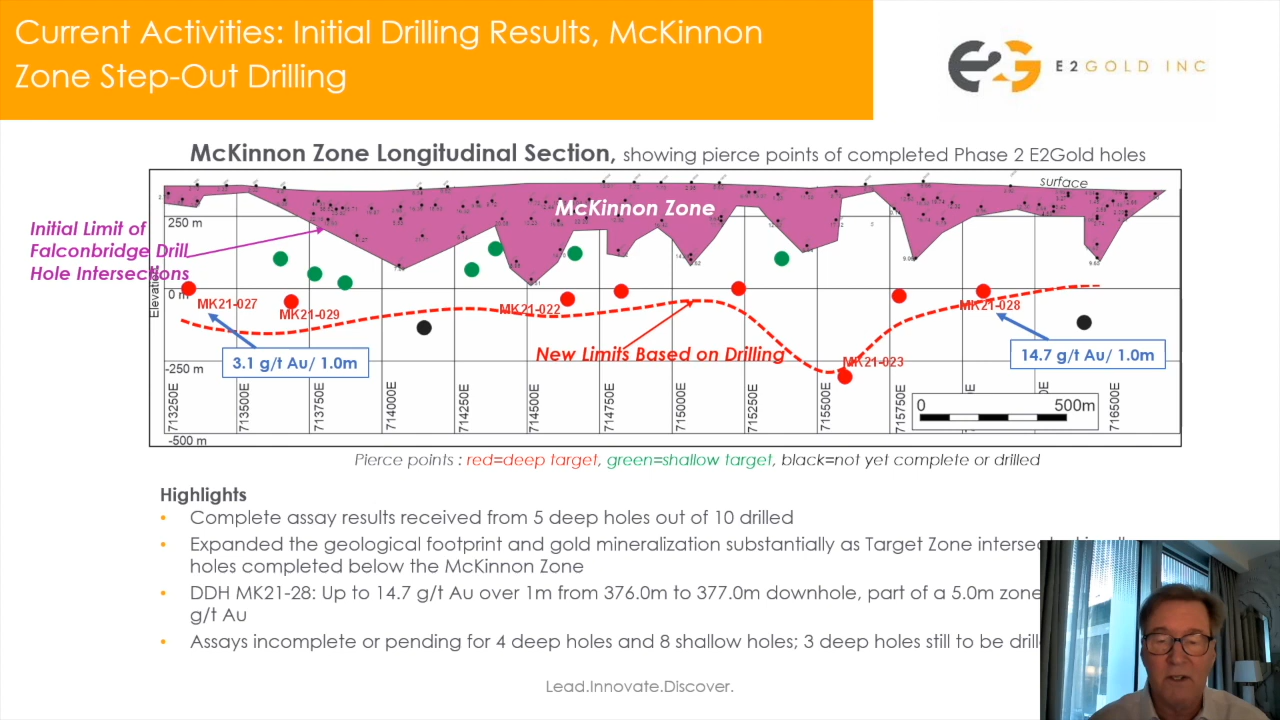 Current Activities: Initial Drilling Results, McKinnon
Zone Step-Out Drilling
E2GOLD INC
McKinnon Zone Longitudinal Section, showing pierce points of completed Phase 2 E2Gold holes
surface
McKinnon Zone
250 m
Initial Limit of
Falconbridge Drill
Hole Intersections
Elevation
0 m
MK21-027
MK21-029
MK21-022
MK21-028
New Limits Based on Drilling
3.1 g/t Au/ 1.0m
14.7 g/t Au/ 1.0m
MK21-023
-250 m
713250E
713500E
713750E
714000E
714250E
714500E
714750E
715000E
715250E
715500E
715750E
716500E
0 500m
-500 m
Pierce points : red=deep target, green=shallow target, black=not yet complete or drilled
Highlights
• Complete assay results received from 5 deep holes out of 10 drilled
• Expanded the geological footprint and gold mineralization substantially as Target Zone
holes completed below the McKinnon Zone
• DDH MK21-28: Up to 14.7 g/t Au over 1m from 376.0m to 377.0m downhole, part of a 5.0m zone
g/t Au
• Assays incomplete or pending for 4 deep holes and 8 shallow holes; 3 deep holes still to be
Lead.Innovate.Discover.